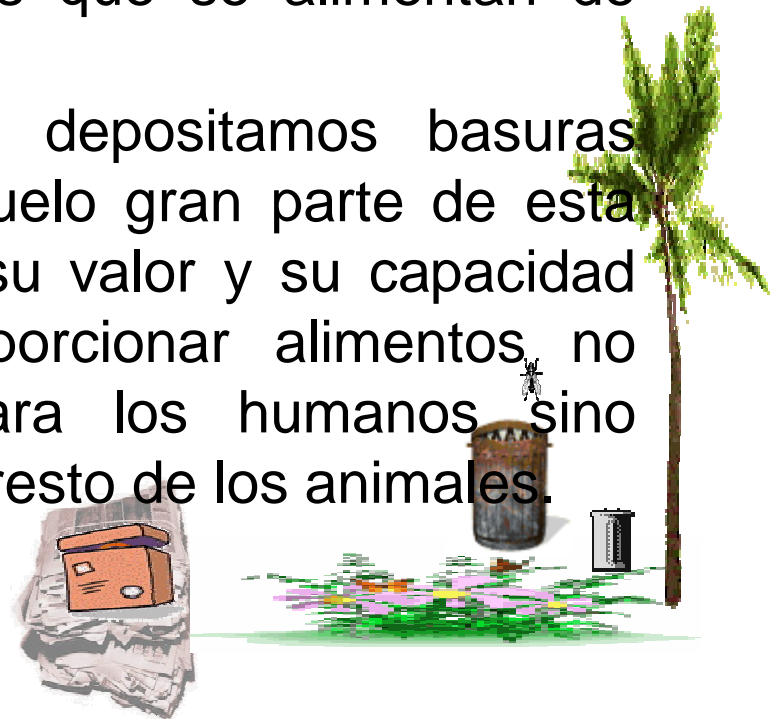 s que se alimentan de
depositamos basuras
uelo gran parte de esta
su valor y su capacidad
porcionar alimentos no
ara los humanos sino
resto de los animales.